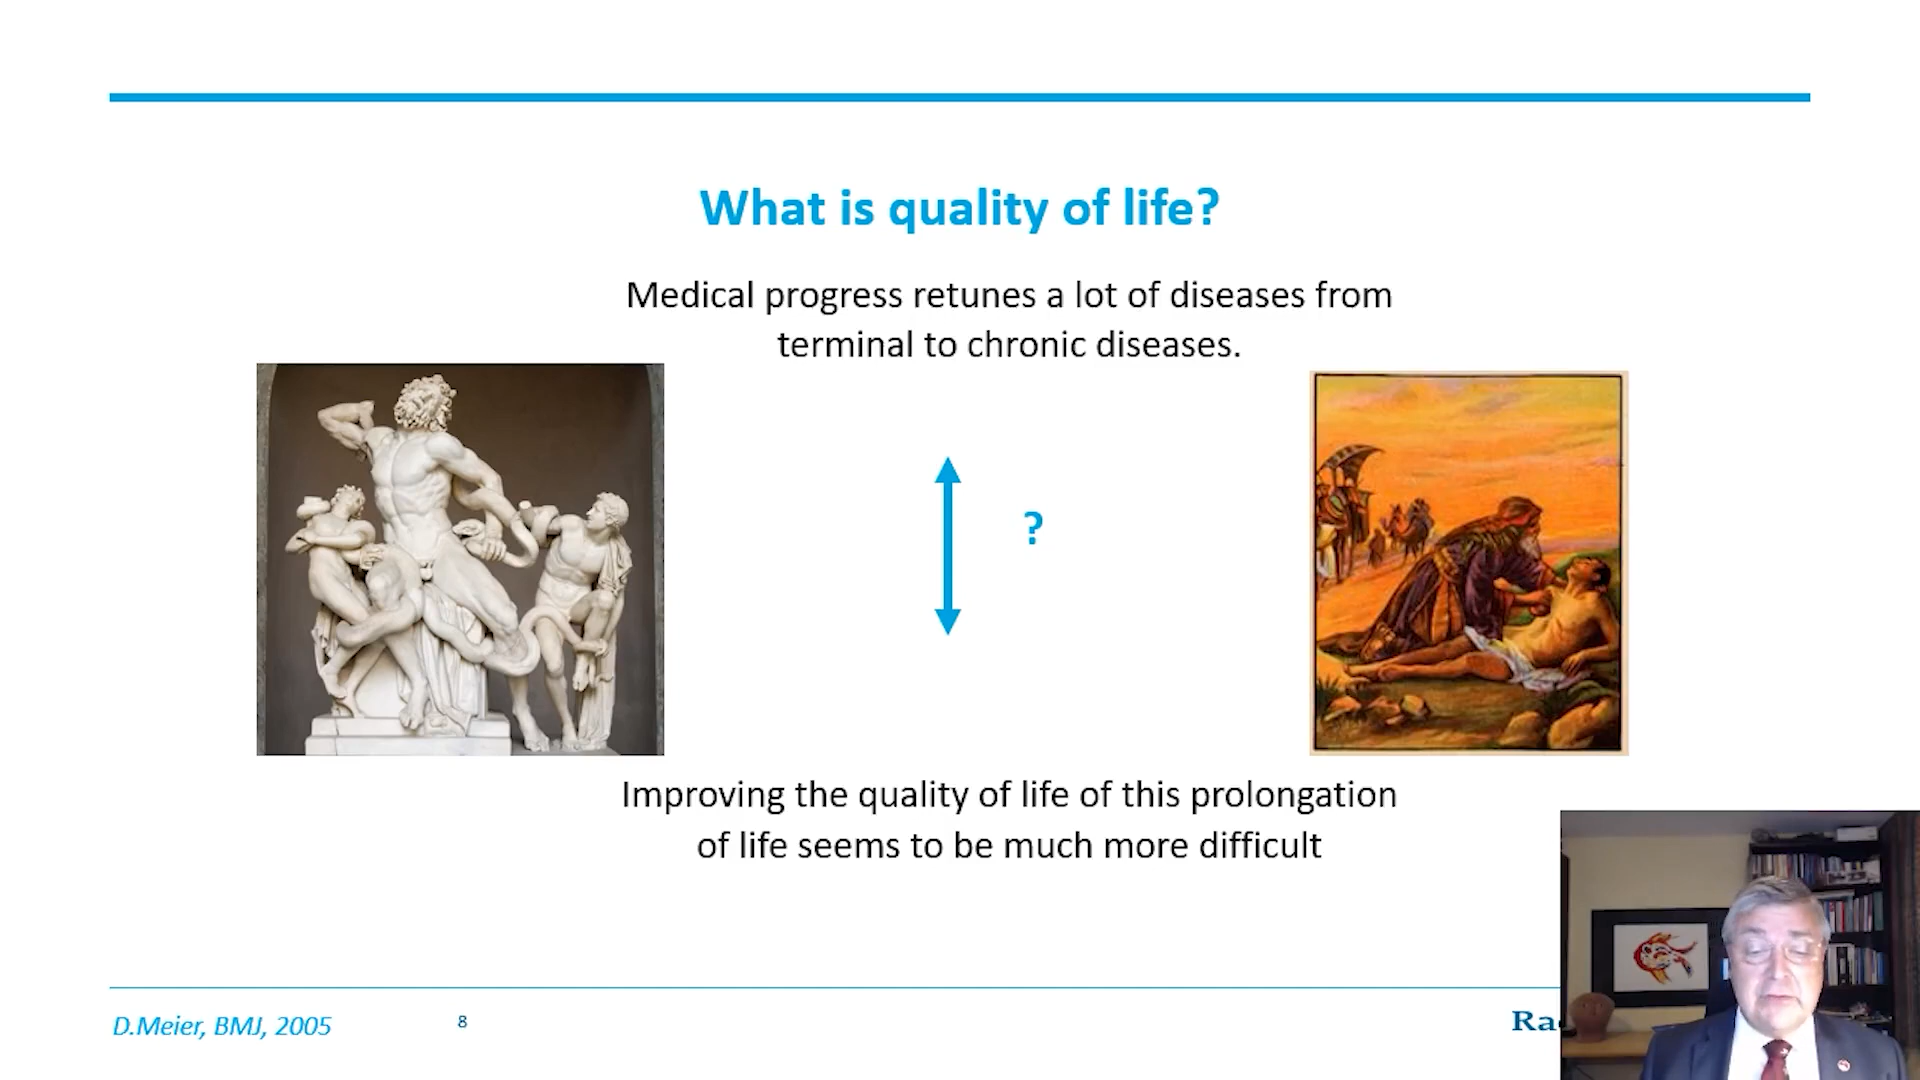 What is quality of life?
Medical progress retunes a lot of diseases from
terminal to chronic diseases.
?
Improving the quality of life of this prolongation
of life seems to be much more difficult
D.Meier, BMJ, 2005
8